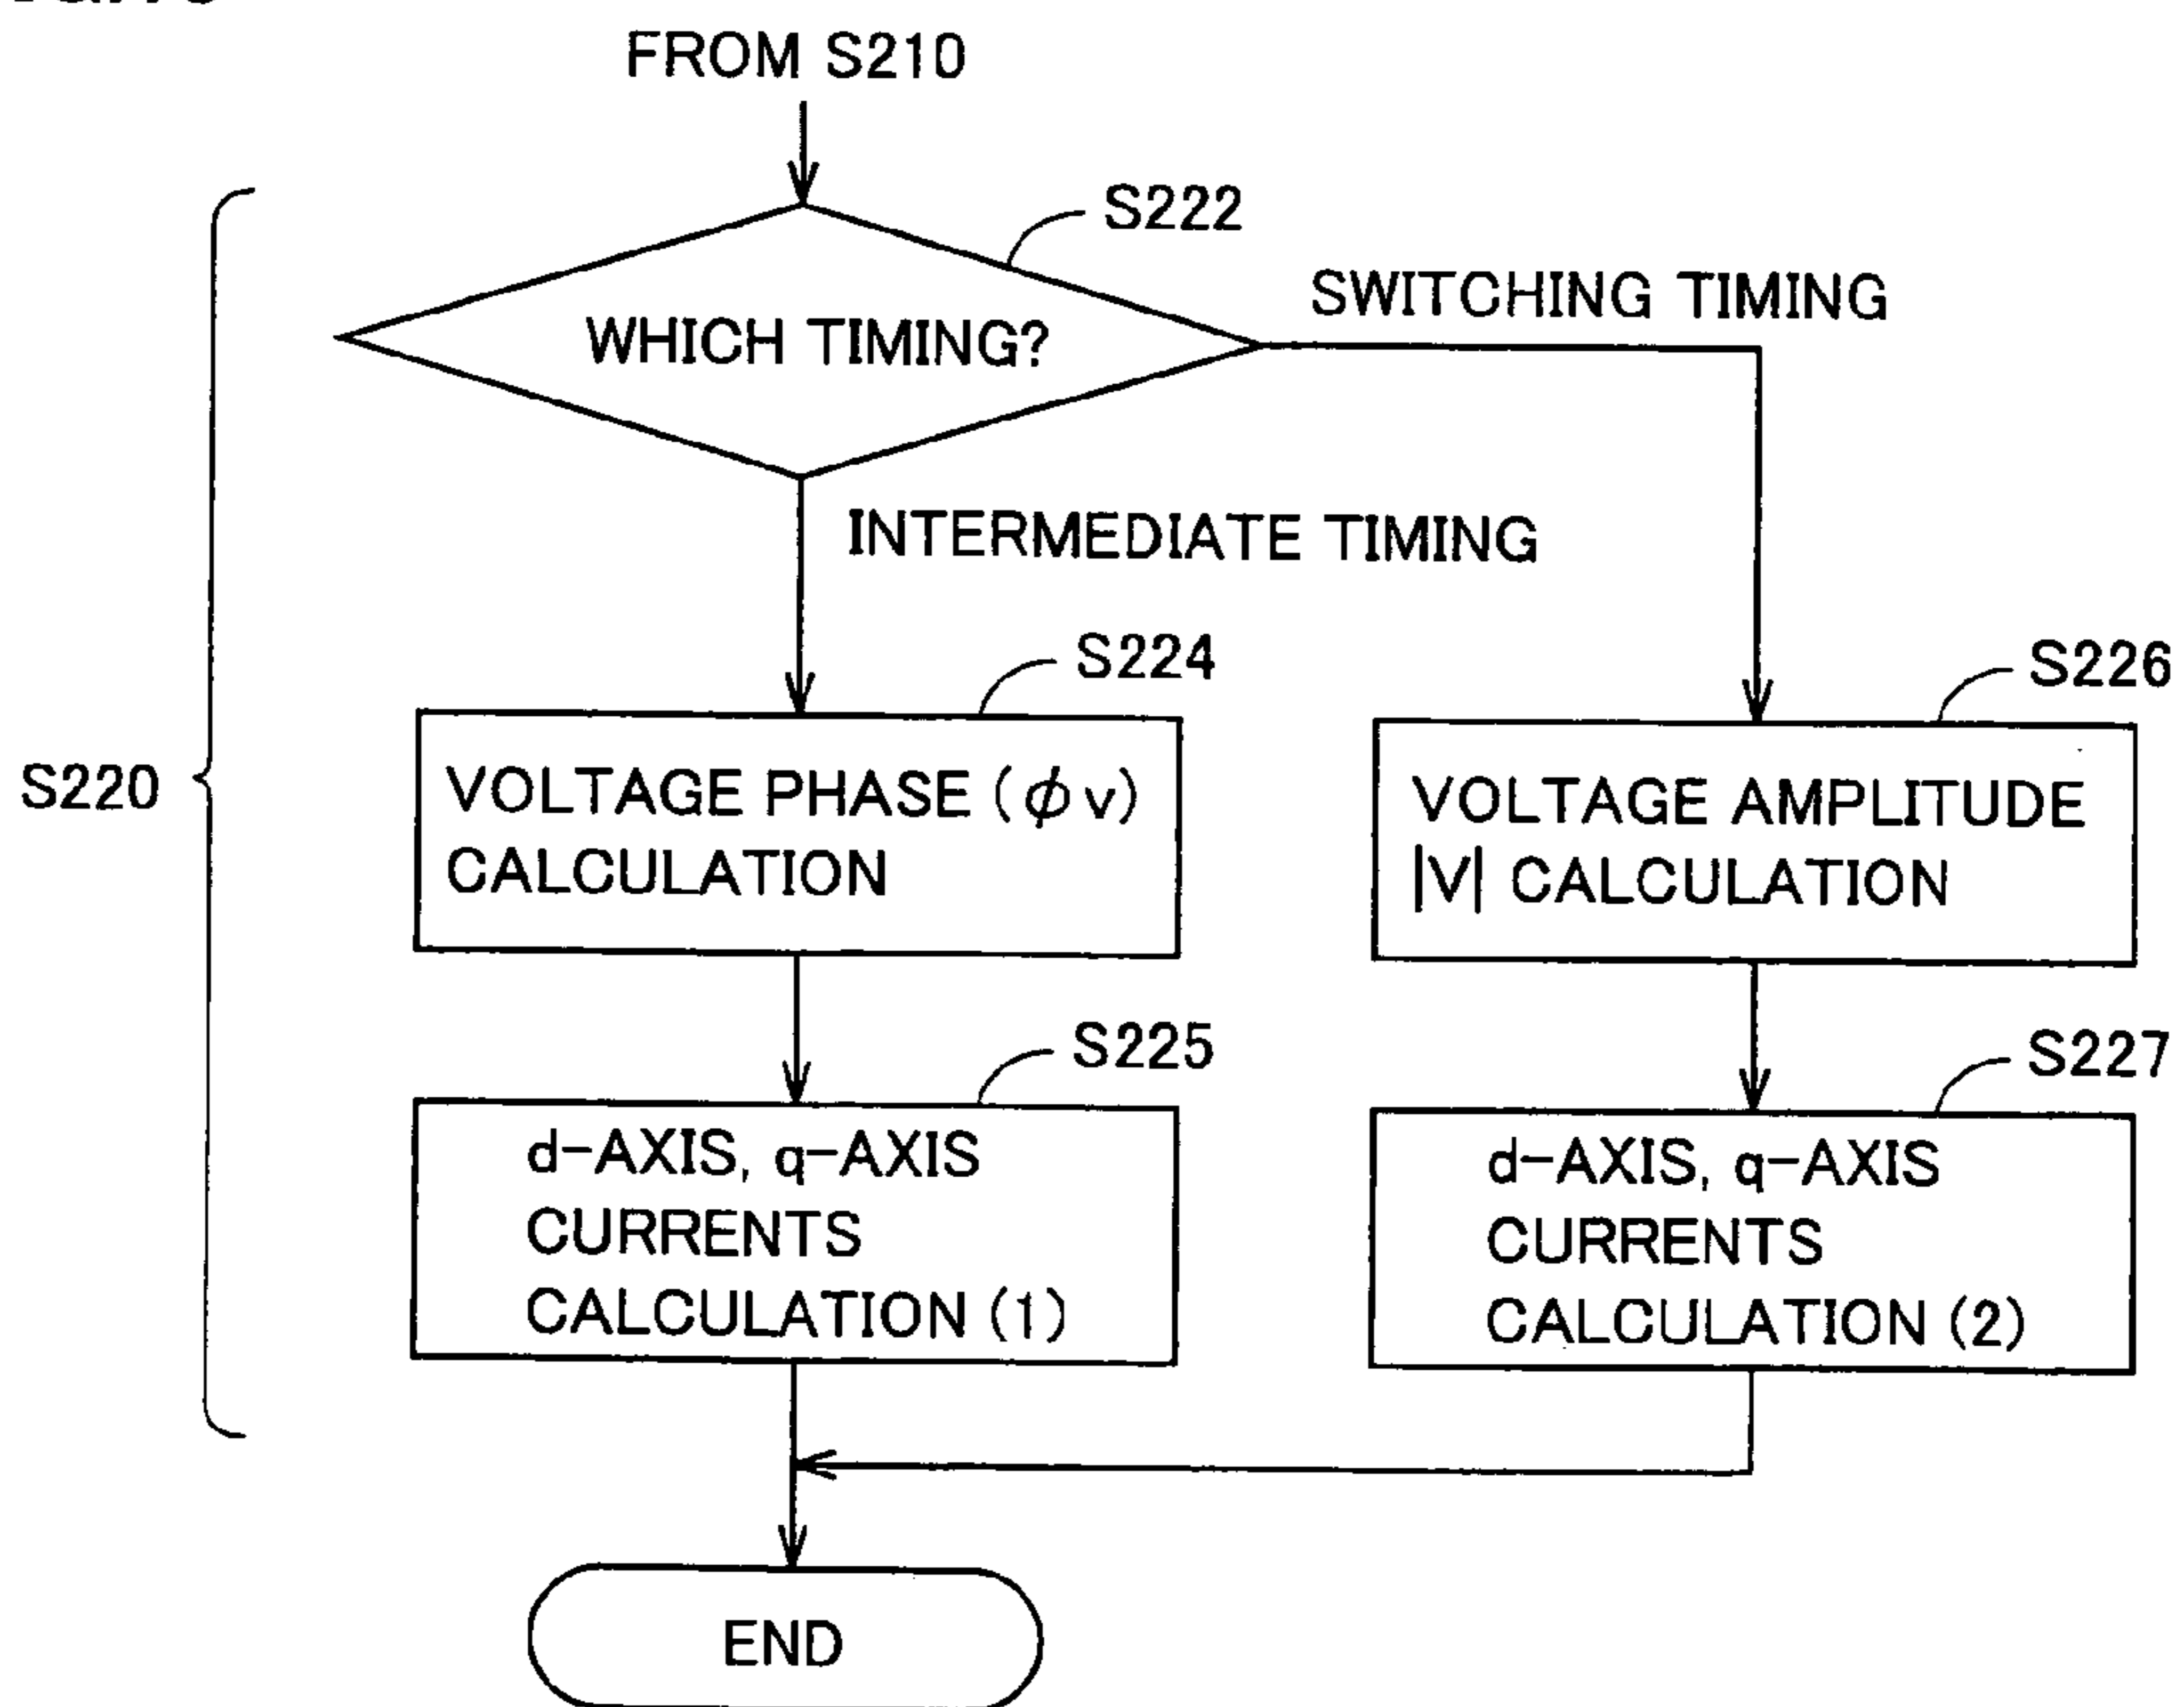 FROM S210
S222
SWITCHING TIMING
WHICH TIMING?
INTERMEDIATE TIMING
S224
S226
S220
VOLTAGE PHASE (ϕv)
CALCULATION
VOLTAGE AMPLITUDE
|V| CALCULATION
S225
S227
d-AXIS, q-AXIS
CURRENTS
CALCULATION (1)
d-AXIS, q-AXIS
CURRENTS
CALCULATION (2)
END